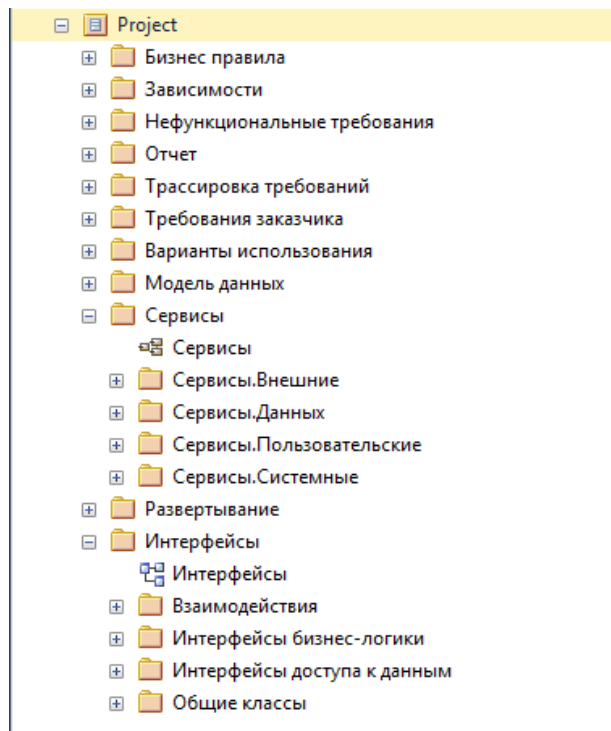 Project
Бизнес правила
Зависимости
Нефункциональные требования
Отчет
Трассировка требований
Требования заказчика
Варианты использования
Модель данных
Сервисы
Сервисы
Сервисы.Внешние
Сервисы.Данных
Сервисы.Пользовательские
Сервисы.Системные
Развертывание
Интерфейсы
Интерфейсы
Взаимодействия
Интерфейсы бизнес-логики
Интерфейсы доступа к данным
Общие классы